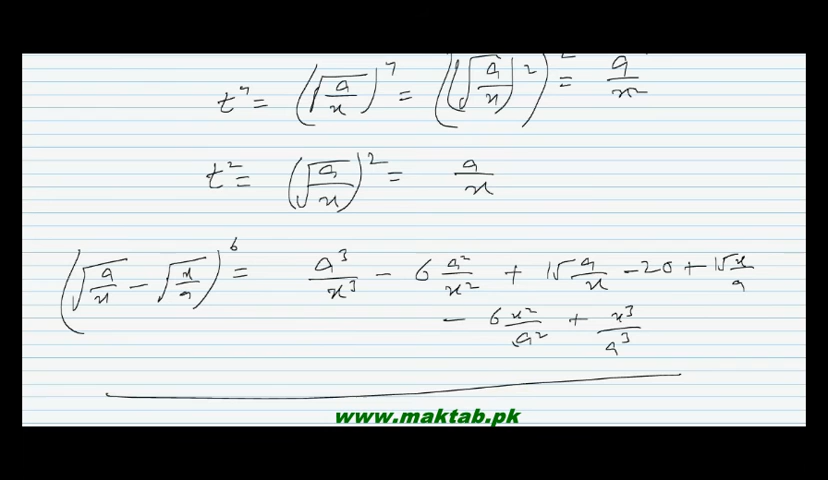 t⁴ = (√(a/x))⁴ = ((√(a/x))²)² = a²/x²
t² = (√(a/x))² = a/x
(√(a/x) − √(x/a))⁶ = a³/x³ − 6 a²/x² + 15 a/x − 20 + 15 x/a
− 6 x²/a² + x³/a³
www.maktab.pk